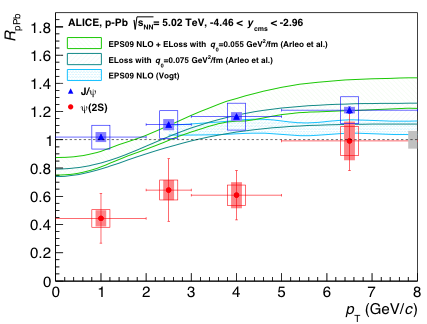 ALICE, p-Pb √sNN = 5.02 TeV, -4.46 < ycms < -2.96
EPS09 NLO + ELoss with q0=0.055 GeV²/fm (Arleo et al.)
ELoss with q0=0.075 GeV²/fm (Arleo et al.)
EPS09 NLO (Vogt)
J/ψ
ψ(2S)
RpPb
1.8
1.6
1.4
1.2
1
0.8
0.6
0.4
0.2
0
0 1 2 3 4 5 6 7 8
pT (GeV/c)